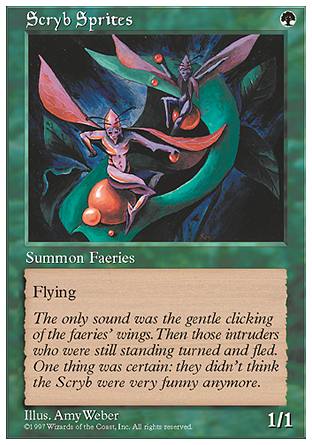 Scryb Sprites
Summon Faeries
Flying
The only sound was the gentle clicking
of the faeries' wings. Then those intruders
who were still standing turned and fled.
One thing was certain: they didn't think
the Scryb were very funny anymore.
Illus. Amy Weber
©1997 Wizards of the Coast, Inc. All rights reserved.
1/1